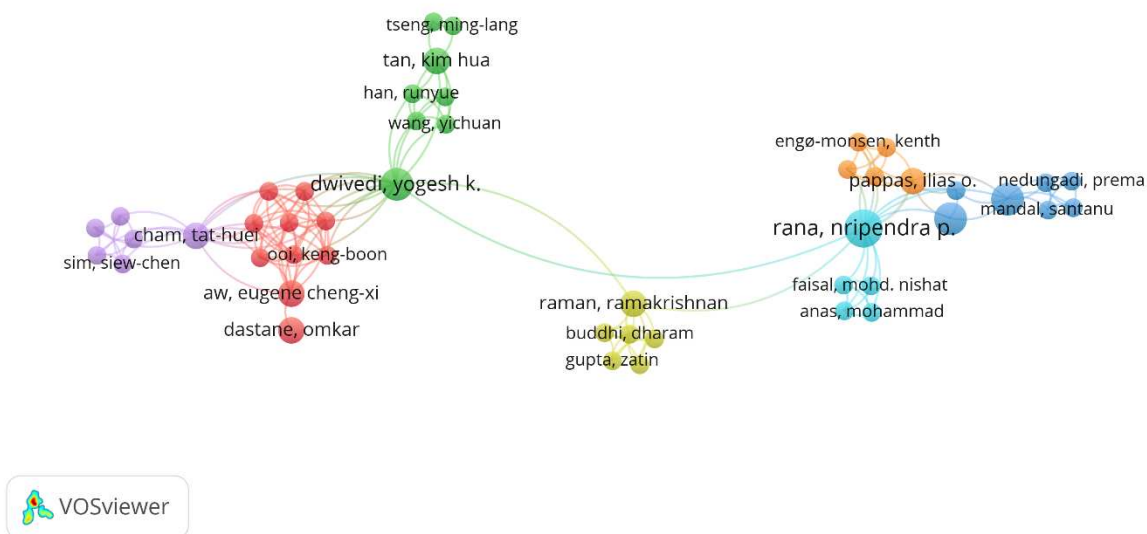 tseng, ming-lang
tan, kim hua
han, runyue
wang, yichuan
dwivedi, yogesh k.
cham, tat-huei
sim, siew-chen
ooi, keng-boon
aw, eugene cheng-xi
dastane, omkar
raman, ramakrishnan
buddhi, dharam
gupta, zatin
engø-monsen, kenth
pappas, ilias o.
nedungadi, prema
mandal, santanu
rana, nripendra p.
faisal, mohd. nishat
anas, mohammad
VOSviewer